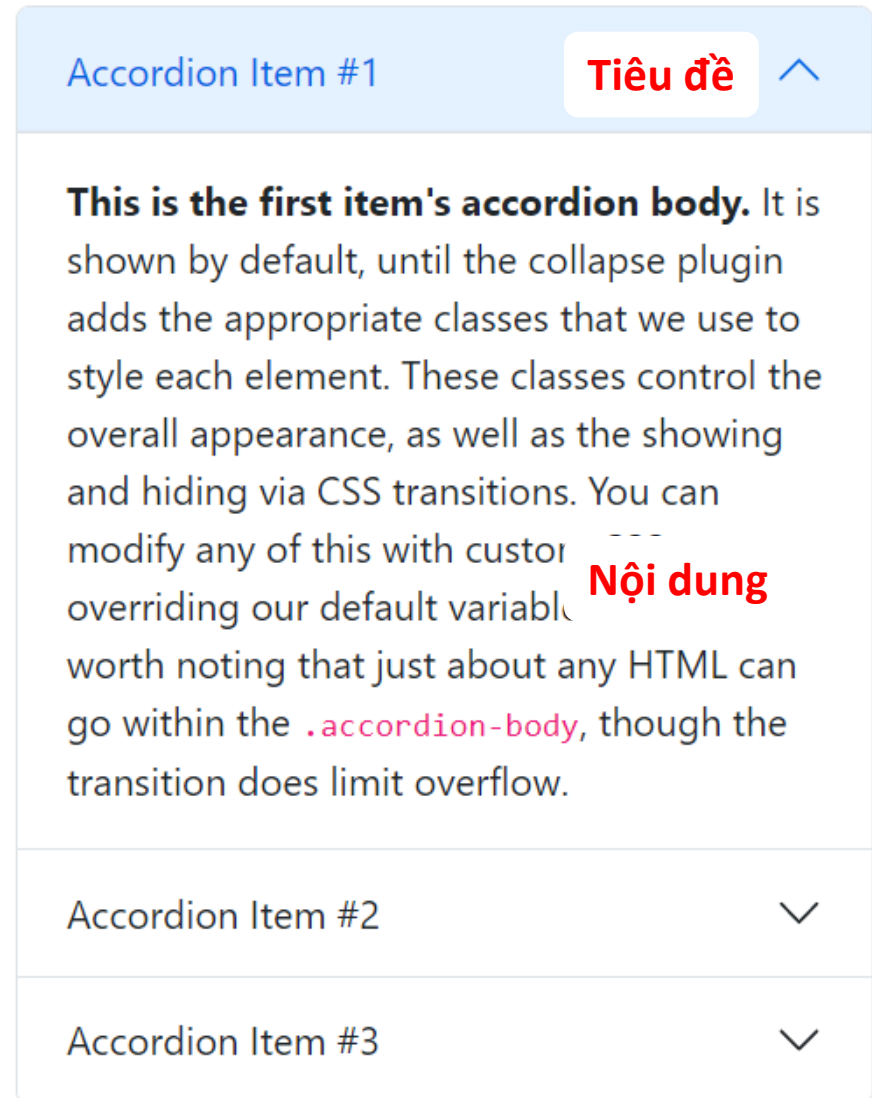 Accordion Item #1 Tiêu đề
This is the first item's accordion body. It is
shown by default, until the collapse plugin
adds the appropriate classes that we use to
style each element. These classes control the
overall appearance, as well as the showing
and hiding via CSS transitions. You can
modify any of this with
overriding our default
Nội dung
worth noting that just about any HTML can
go within the .accordion-body, though the
transition does limit overflow.
Accordion Item #2
Accordion Item #3